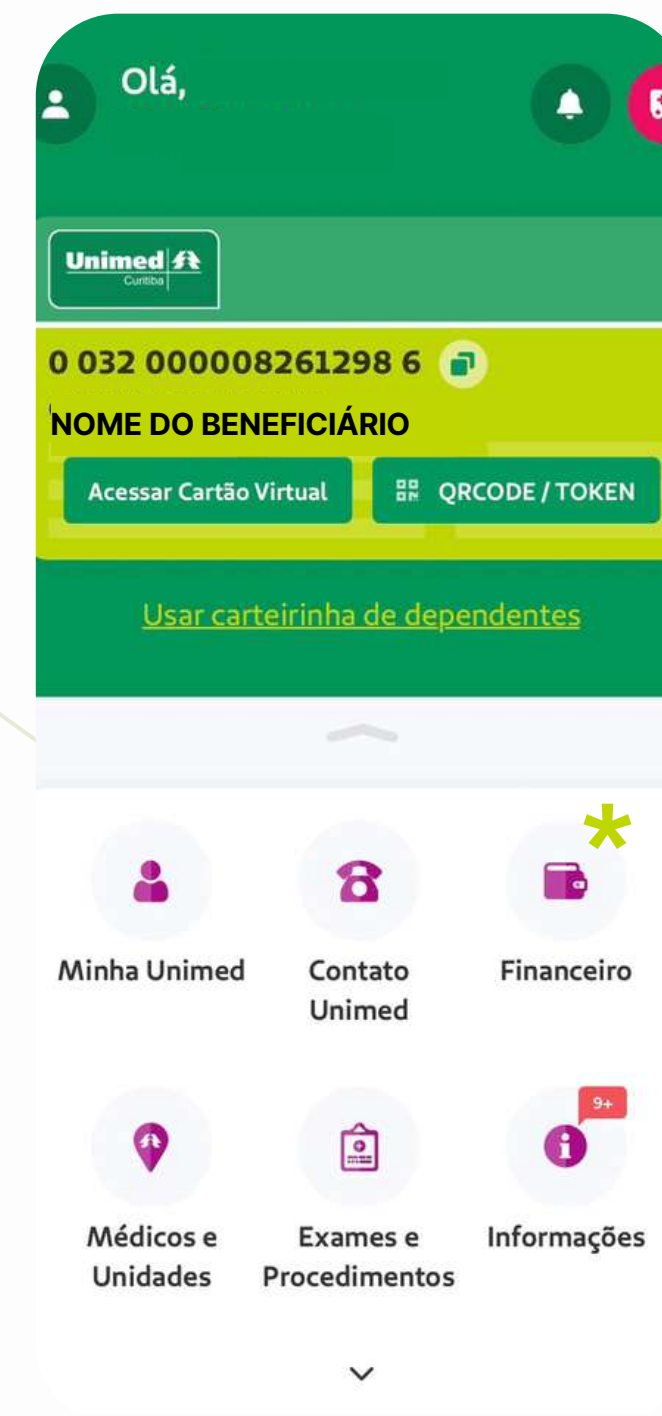 Olá,
Unimed
Curitiba
0 032 000008261298 6
NOME DO BENEFICIÁRIO
Acessar Cartão Virtual
QRCODE / TOKEN
Usar carteirinha de dependentes
*
Minha Unimed
Contato
Unimed
Financeiro
9+
Médicos e
Unidades
Exames e
Procedimentos
Informações